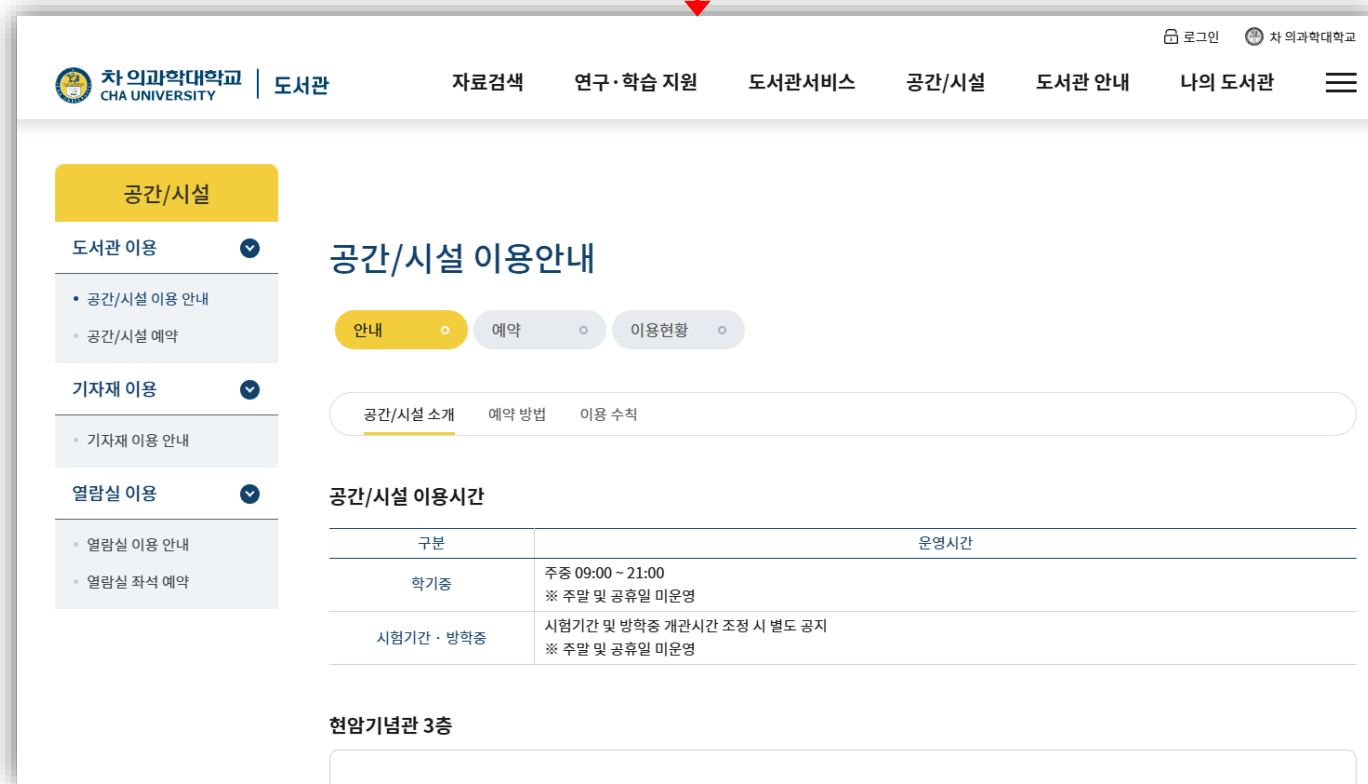 로그인
차 의과학대학교
차 의과학대학교
CHA UNIVERSITY
도서관
자료검색
연구·학습 지원
도서관서비스
공간/시설
도서관 안내
나의 도서관
공간/시설
도서관 이용
• 공간/시설 이용 안내
• 공간/시설 예약
기자재 이용
• 기자재 이용 안내
열람실 이용
• 열람실 이용 안내
• 열람실 좌석 예약
공간/시설 이용안내
안내
예약
이용현황
공간/시설 소개
예약 방법
이용 수칙
공간/시설 이용시간
구분
운영시간
학기중
주중 09:00 ~ 21:00
※ 주말 및 공휴일 미운영
시험기간 · 방학중
시험기간 및 방학중 개관시간 조정 시 별도 공지
※ 주말 및 공휴일 미운영
현암기념관 3층